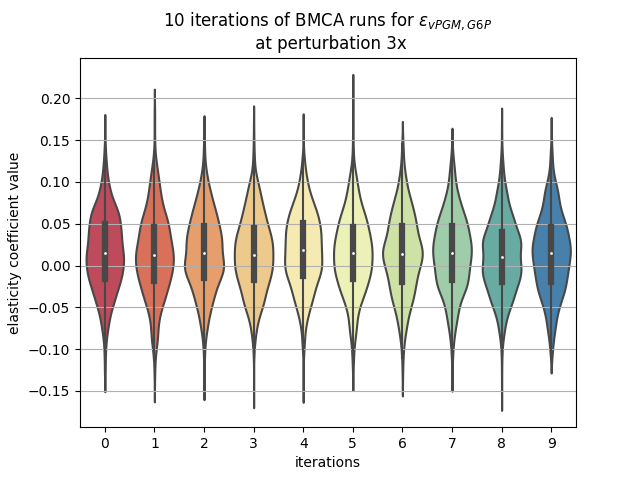 10 iterations of BMCA runs for ε_{vPGM, G6P}
at perturbation 3x
elasticity coefficient value
0.20
0.15
0.10
0.05
0.00
−0.05
−0.10
−0.15
0 1 2 3 4 5 6 7 8 9
iterations